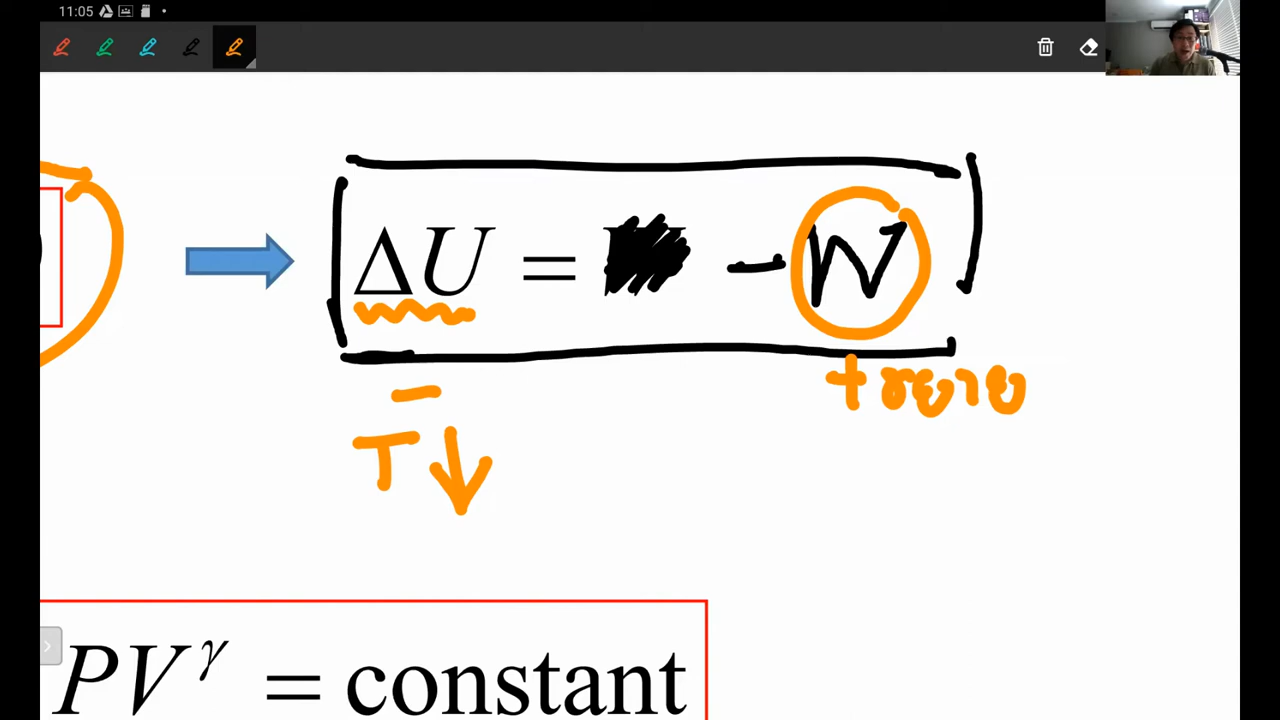 11:05
ΔU = -W
+ ขยาย
-
T ↓
PV^γ = constant